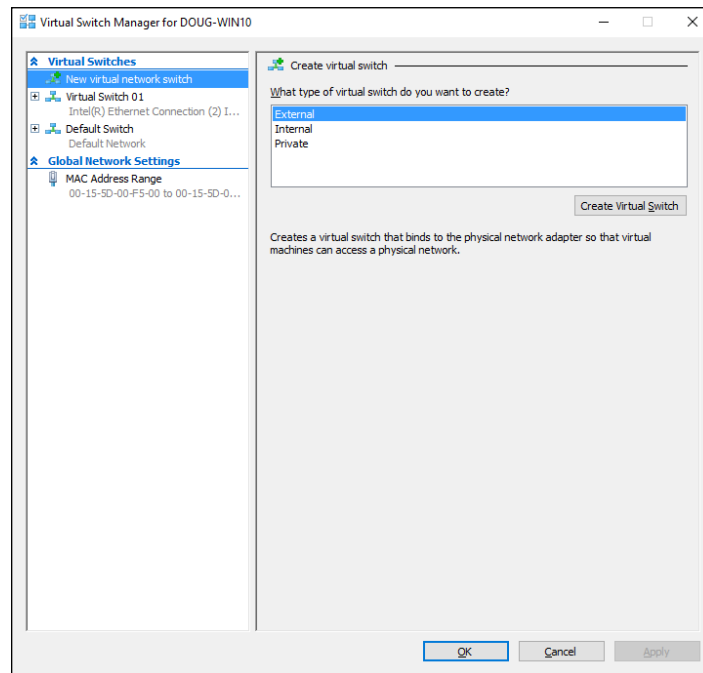 Virtual Switch Manager for DOUG-WIN10
Virtual Switches
New virtual network switch
Virtual Switch 01
Intel(R) Ethernet Connection (2) I...
Default Switch
Default Network
Global Network Settings
MAC Address Range
00-15-5D-00-F5-00 to 00-15-5D-0...
Create virtual switch
What type of virtual switch do you want to create?
External
Internal
Private
Create Virtual Switch
Creates a virtual switch that binds to the physical network adapter so that virtual
machines can access a physical network.
OK
Cancel
Apply